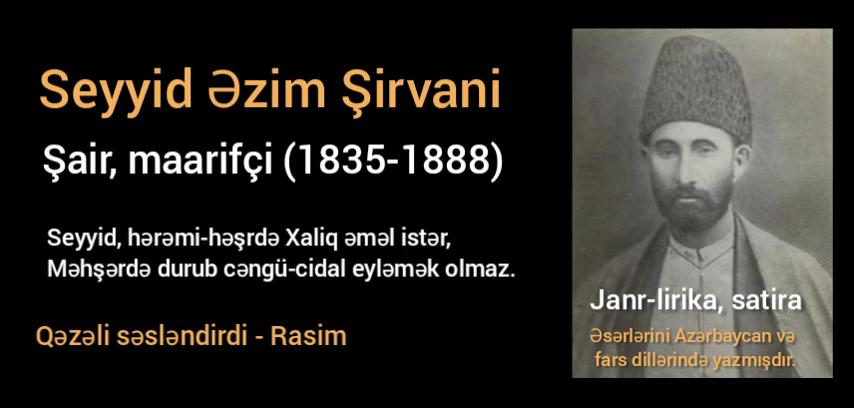 Seyyid Əzim Şirvani
Şair, maarifçi (1835-1888)
Seyyid, hərəmi-həşrdə Xaliq əməl istər,
Məhşərdə durub cəngü-cidal eyləmək olmaz.
Qəzəli səsləndirdi - Rasim
Janr-lirika, satira
Əsərlərini Azərbaycan və
fars dillərində yazmışdır.